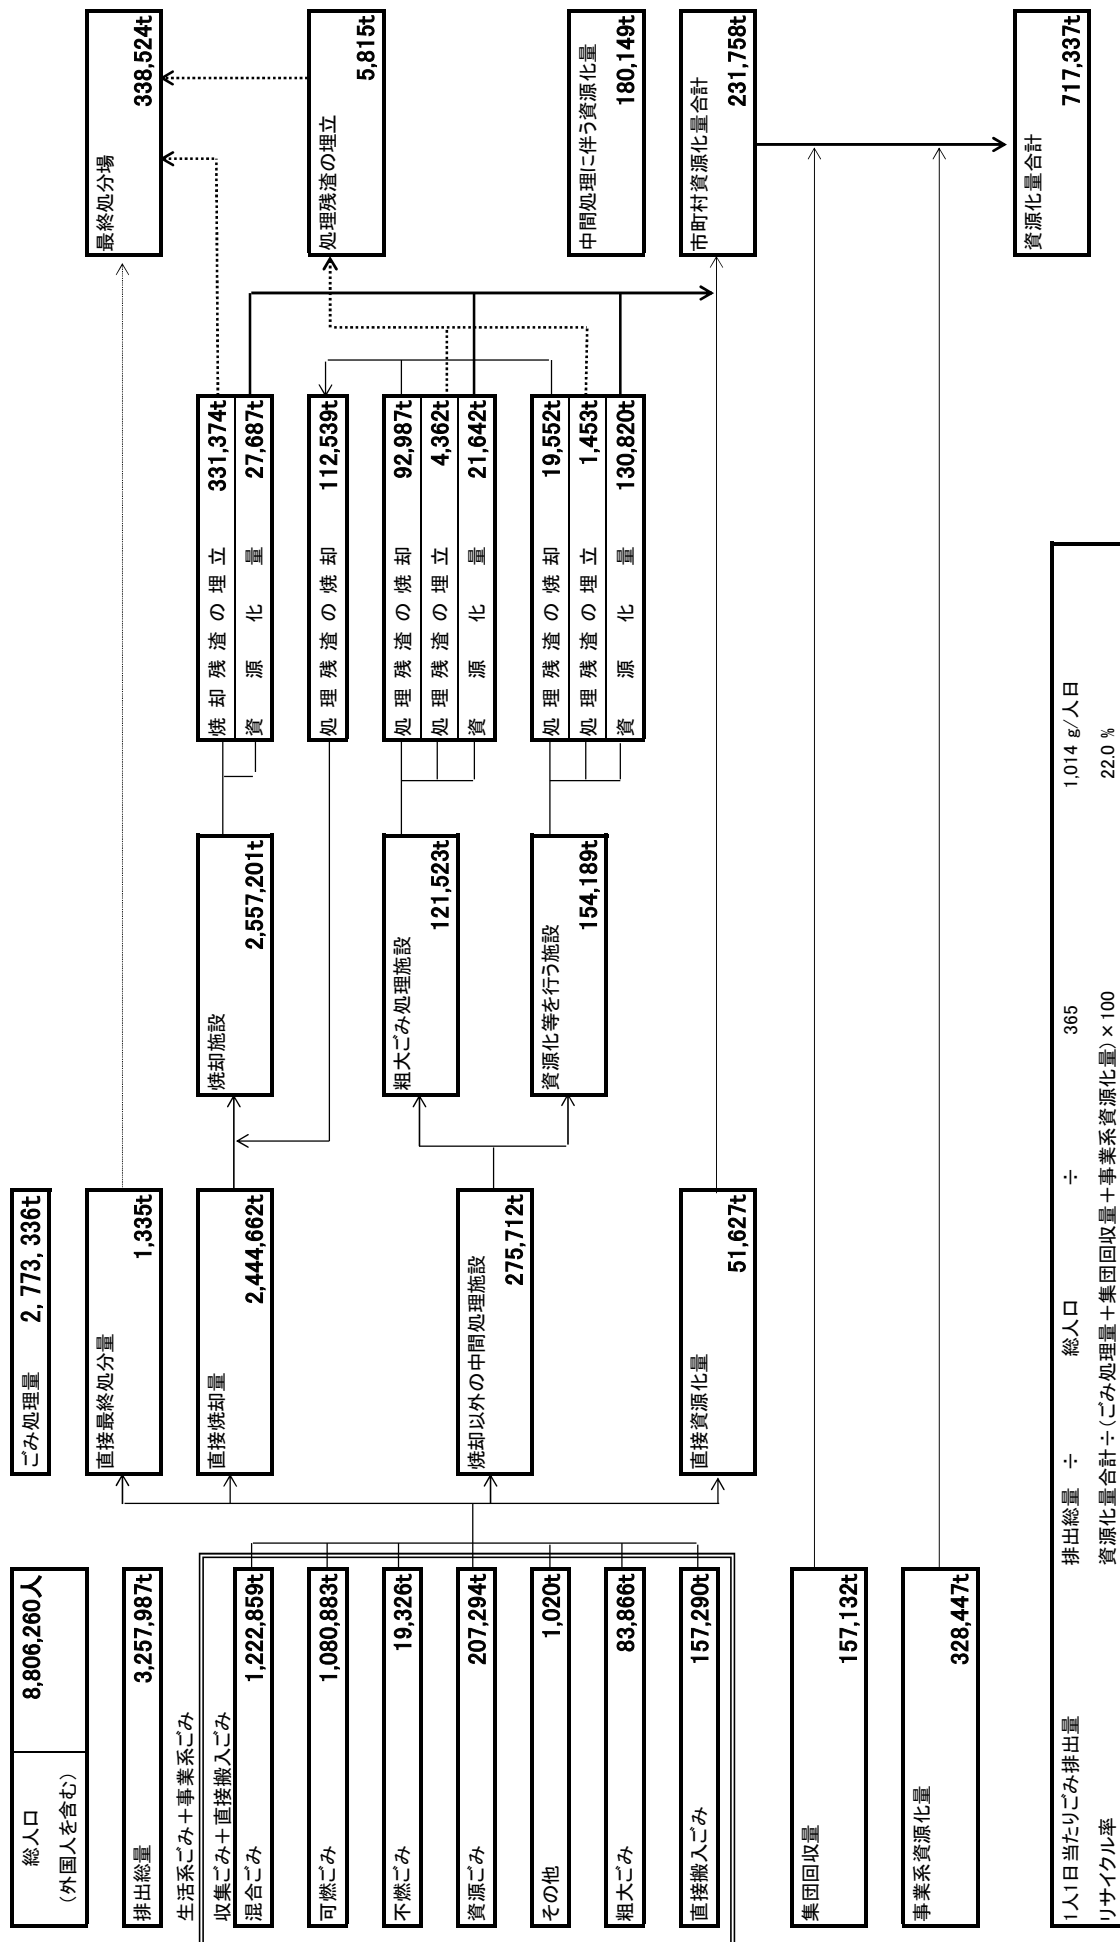 総人口
(外国人を含む)
8,806,260人
排出総量
3,257,987t
生活系ごみ＋事業系ごみ
収集ごみ＋直接搬入ごみ
混合ごみ
1,222,859t
可燃ごみ
1,080,883t
不燃ごみ
19,326t
資源ごみ
207,294t
その他
1,020t
粗大ごみ
83,866t
直接搬入ごみ
157,290t
集団回収量
157,132t
事業系資源化量
328,447t
ごみ処理量 2,773,336t
直接最終処分量
1,335t
直接焼却量
2,444,662t
焼却以外の中間処理施設
275,712t
直接資源化量
51,627t
焼却施設
2,557,201t
粗大ごみ処理施設
121,523t
資源化等を行う施設
154,189t
焼却残渣の埋立 331,374t
資源化量 27,687t
処理残渣の焼却 112,539t
処理残渣の焼却 92,987t
処理残渣の埋立 4,362t
資源化量 21,642t
処理残渣の焼却 19,552t
処理残渣の埋立 1,453t
資源化量 130,820t
最終処分場
338,524t
処理残渣の埋立
5,815t
中間処理に伴う資源化量
180,149t
市町村資源化量合計
231,758t
資源化量合計
717,337t
1人1日当たりごみ排出量 排出総量 ÷ 総人口 ÷ 365 1,014 g/人日
リサイクル率 資源化量合計÷(ごみ処理量＋集団回収量＋事業系資源化量)×100 22.0 %